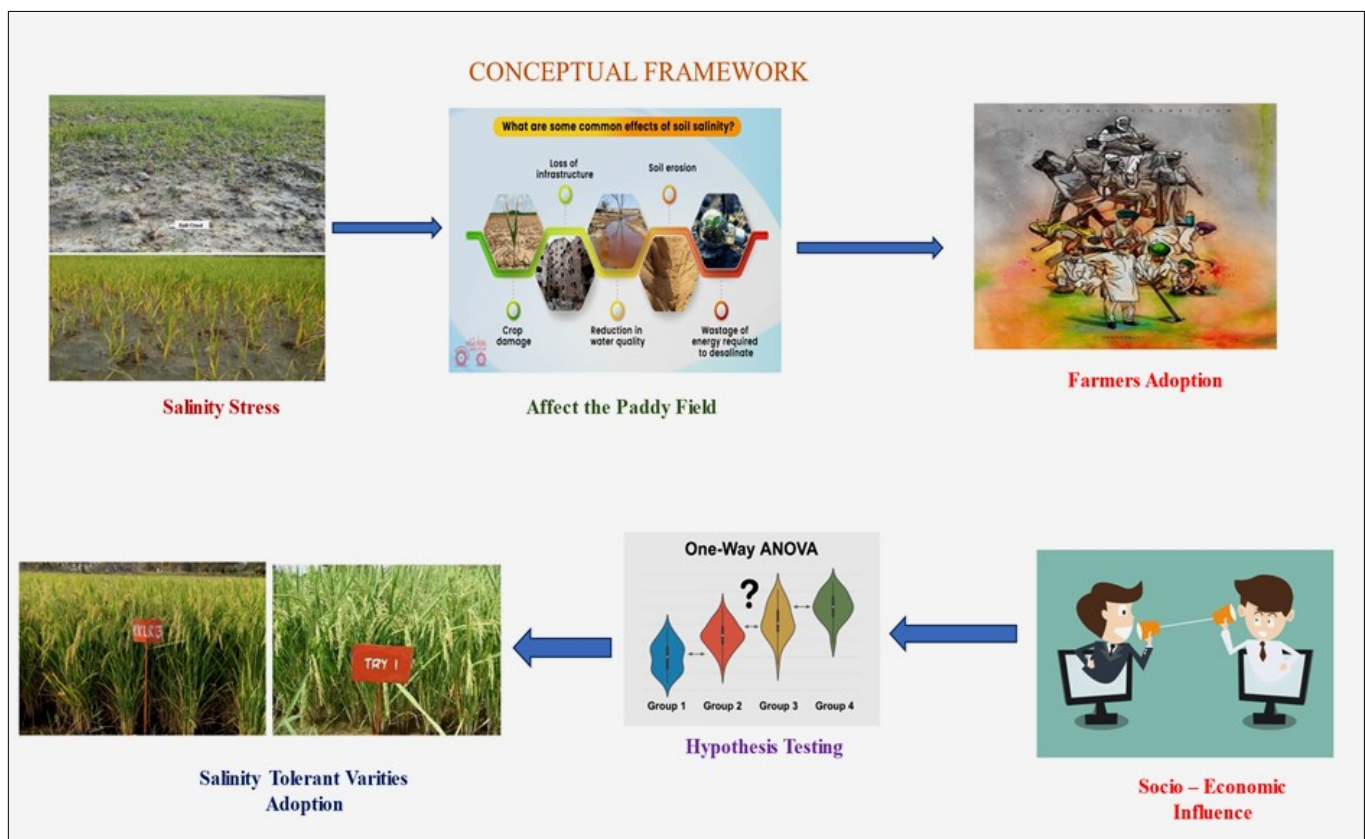 CONCEPTUAL FRAMEWORK
Salt Crust
What are some common effects of soil salinity?
Loss of
infrastructure
Soil erosion
Crop
damage
Reduction in
water quality
Wastage of
energy required
to desalinate
Salinity Stress
Affect the Paddy Field
Farmers Adoption
TRY 1
One-Way ANOVA
?
Group 1
Group 2
Group 3
Group 4
Salinity Tolerant Varities
Adoption
Hypothesis Testing
Socio – Economic
Influence